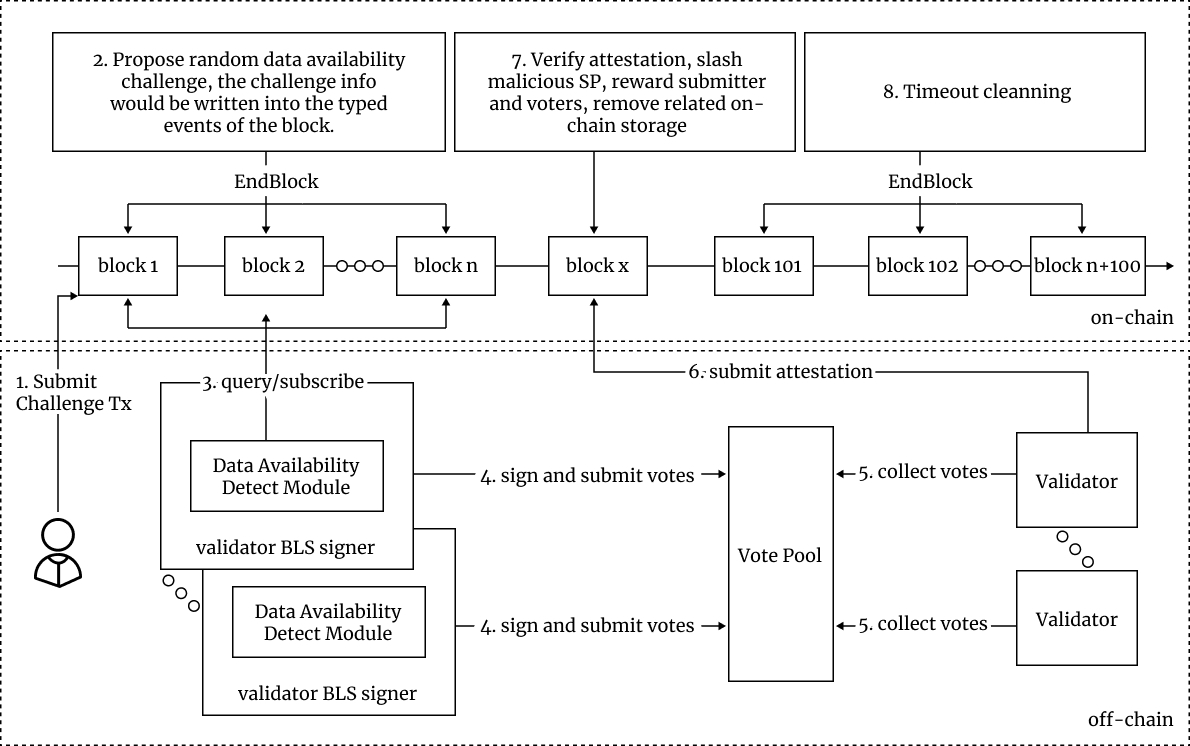 2. Propose random data availability
challenge, the challenge info
would be written into the typed
events of the block.
7. Verify attestation, slash
malicious SP, reward submitter
and voters, remove related on-
chain storage
8. Timeout cleanning
EndBlock
EndBlock
block 1
block 2
block n
block x
block 101
block 102
block n+100
on-chain
1. Submit
Challenge Tx
3. query/subscribe
6. submit attestation
Data Availability
Detect Module
validator BLS signer
4. sign and submit votes
5. collect votes
Validator
Vote Pool
Data Availability
Detect Module
validator BLS signer
4. sign and submit votes
5. collect votes
Validator
off-chain